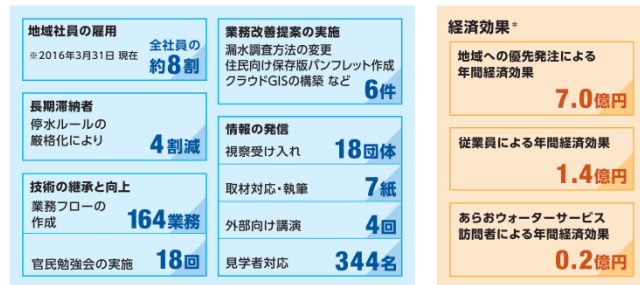 地域社員の雇用
※2016年3月31日 現在
全社員の
約8割
長期滞納者
停水ルールの
厳格化により
4割減
技術の継承と向上
業務フローの
作成
164業務
官民勉強会の実施
18回
業務改善提案の実施
漏水調査方法の変更
住民向け保存版パンフレット作成
クラウドGISの構築 など
6件
情報の発信
視察受け入れ
18団体
取材対応・執筆
7紙
外部向け講演
4回
見学者対応
344名
経済効果*
地域への優先発注による
年間経済効果
7.0億円
従業員による年間経済効果
1.4億円
あらおウォーターサービス
訪問者による年間経済効果
0.2億円